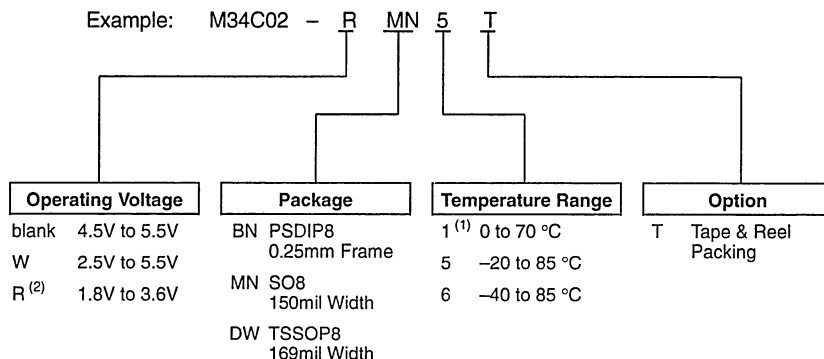 Example: M34C02 – R MN 5 T
Operating Voltage
blank 4.5V to 5.5V
W 2.5V to 5.5V
R (2) 1.8V to 3.6V
Package
BN PSDIP8
0.25mm Frame
MN SO8
150mil Width
DW TSSOP8
169mil Width
Temperature Range
1 (1) 0 to 70 °C
5 –20 to 85 °C
6 –40 to 85 °C
Option
T Tape & Reel
Packing